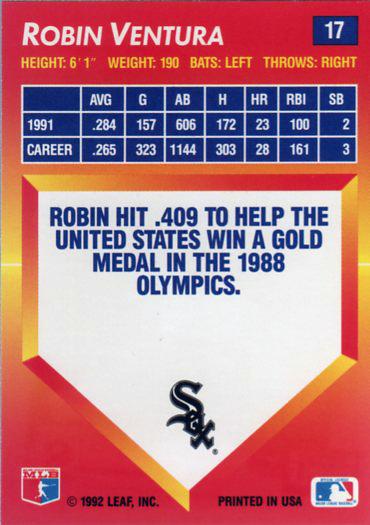 ROBIN VENTURA 17
HEIGHT: 6'1" WEIGHT: 190 BATS: LEFT THROWS: RIGHT
AVG G AB H HR RBI SB
1991 .284 157 606 172 23 100 2
CAREER .265 323 1144 303 28 161 3
ROBIN HIT .409 TO HELP THE
UNITED STATES WIN A GOLD
MEDAL IN THE 1988
OLYMPICS.
Sox
MLB
© 1992 LEAF, INC. PRINTED IN USA